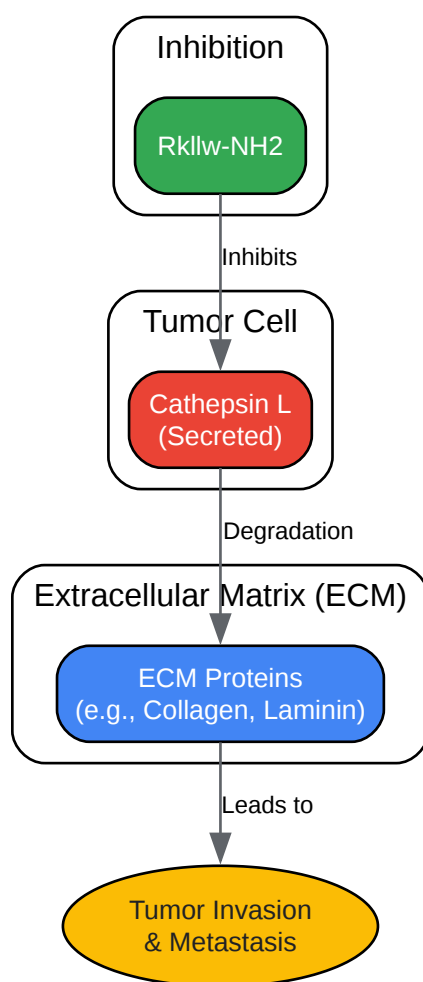 Inhibition
Rkllw-NH2
Inhibits
Tumor Cell
Cathepsin L
(Secreted)
Degradation
Extracellular Matrix (ECM)
ECM Proteins
(e.g., Collagen, Laminin)
Leads to
Tumor Invasion
& Metastasis